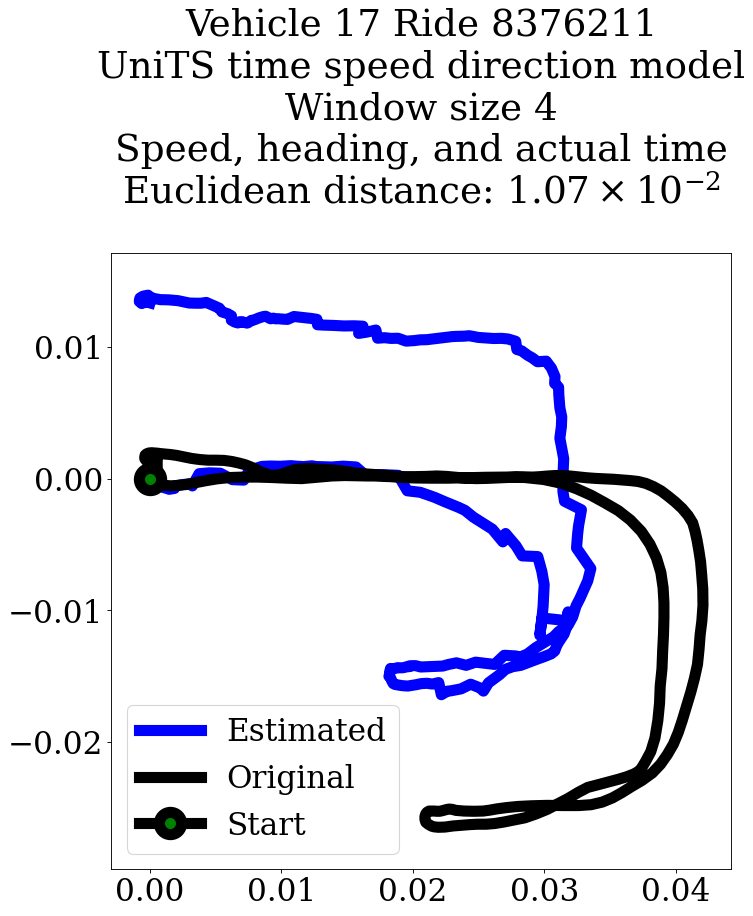 Vehicle 17 Ride 8376211
UniTS time speed direction model
Window size 4
Speed, heading, and actual time
Euclidean distance: 1.07 × 10⁻²
0.01
0.00
−0.01
−0.02
Estimated
Original
Start
0.00 0.01 0.02 0.03 0.04